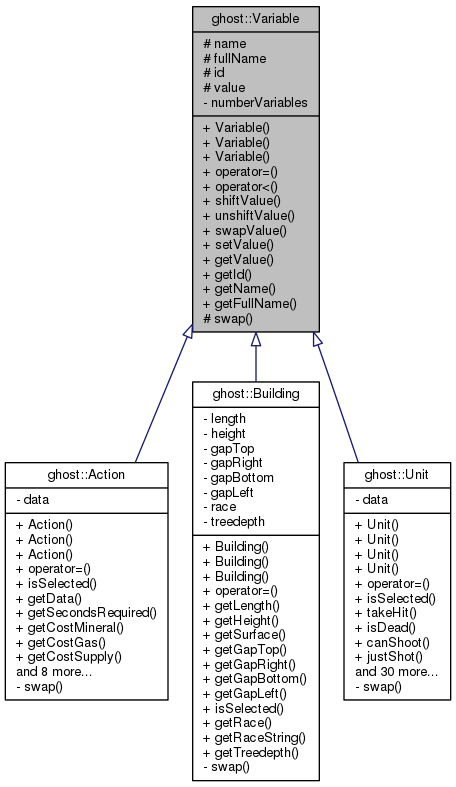 ghost::Variable
# name
# fullName
# id
# value
- numberVariables
+ Variable()
+ Variable()
+ Variable()
+ operator=()
+ operator<()
+ shiftValue()
+ unshiftValue()
+ swapValue()
+ setValue()
+ getValue()
+ getId()
+ getName()
+ getFullName()
# swap()
ghost::Action
- data
+ Action()
+ Action()
+ Action()
+ operator=()
+ isSelected()
+ getData()
+ getSecondsRequired()
+ getCostMineral()
+ getCostGas()
+ getCostSupply()
and 8 more...
- swap()
ghost::Building
- length
- height
- gapTop
- gapRight
- gapBottom
- gapLeft
- race
- treedepth
+ Building()
+ Building()
+ Building()
+ operator=()
+ getLength()
+ getHeight()
+ getSurface()
+ getGapTop()
+ getGapRight()
+ getGapBottom()
+ getGapLeft()
+ isSelected()
+ getRace()
+ getRaceString()
+ getTreedepth()
- swap()
ghost::Unit
- data
+ Unit()
+ Unit()
+ Unit()
+ Unit()
+ operator=()
+ isSelected()
+ takeHit()
+ isDead()
+ canShoot()
+ justShot()
and 30 more...
- swap()